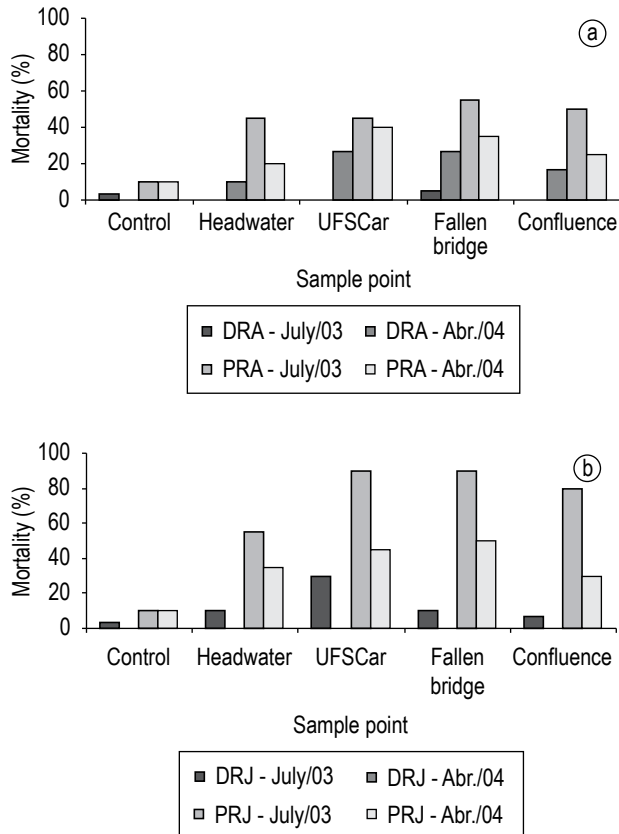 100
80
60
40
20
0
Mortality (%)
a
Control Headwater UFSCar Fallen bridge Confluence
Sample point
DRA - July/03 DRA - Abr./04
PRA - July/03 PRA - Abr./04
100
80
60
40
20
0
Mortality (%)
b
Control Headwater UFSCar Fallen bridge Confluence
Sample point
DRJ - July/03 DRJ - Abr./04
PRJ - July/03 PRJ - Abr./04